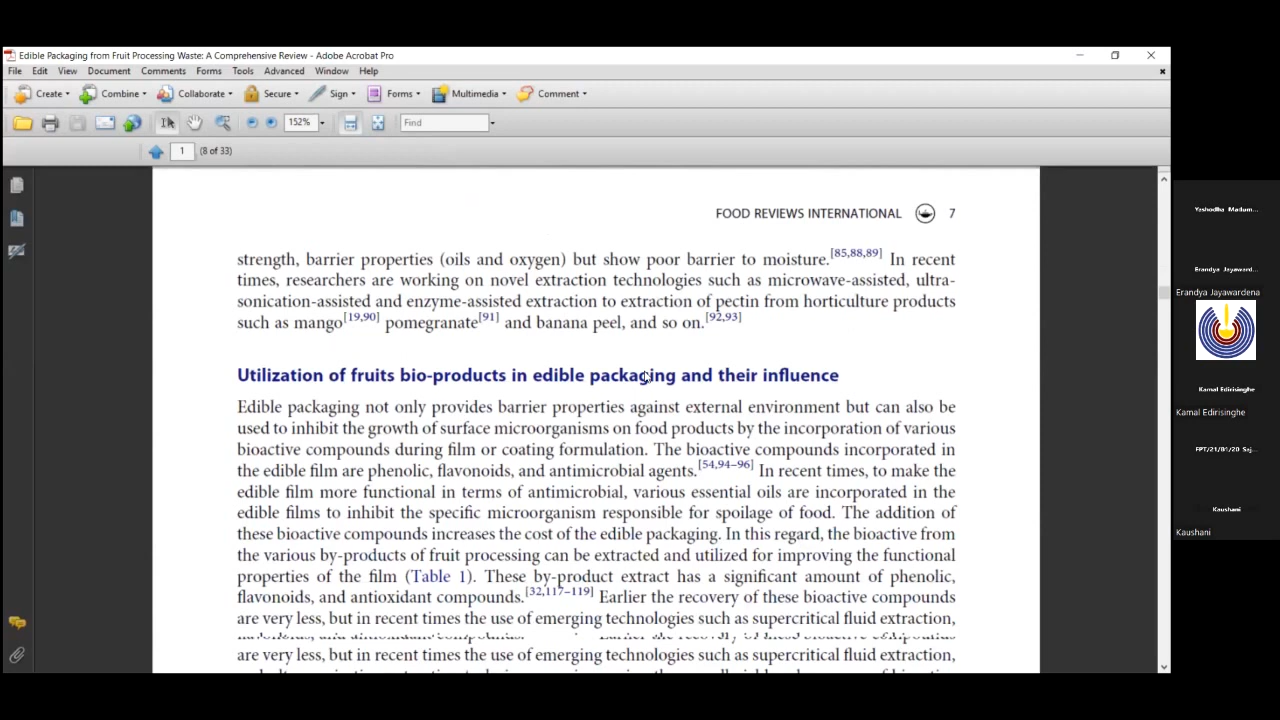 Edible Packaging from Fruit Processing Waste: A Comprehensive Review - Adobe Acrobat Pro
File Edit View Document Comments Forms Tools Advanced Window Help
Create Combine Collaborate Secure Sign Forms Multimedia Comment
152% Find
1 (8 of 33)
FOOD REVIEWS INTERNATIONAL 7
strength, barrier properties (oils and oxygen) but show poor barrier to moisture.[85,88,89] In recent
times, researchers are working on novel extraction technologies such as microwave-assisted, ultra-
sonication-assisted and enzyme-assisted extraction to extraction of pectin from horticulture products
such as mango[19,90] pomegranate[91] and banana peel, and so on.[92,93]
Utilization of fruits bio-products in edible packaging and their influence
Edible packaging not only provides barrier properties against external environment but can also be
used to inhibit the growth of surface microorganisms on food products by the incorporation of various
bioactive compounds during film or coating formulation. The bioactive compounds incorporated in
the edible film are phenolic, flavonoids, and antimicrobial agents.[54,94–96] In recent times, to make the
edible film more functional in terms of antimicrobial, various essential oils are incorporated in the
edible films to inhibit the specific microorganism responsible for spoilage of food. The addition of
these bioactive compounds increases the cost of the edible packaging. In this regard, the bioactive from
the various by-products of fruit processing can be extracted and utilized for improving the functional
properties of the film (Table 1). These by-product extract has a significant amount of phenolic,
flavonoids, and antioxidant compounds.[32,117–119] Earlier the recovery of these bioactive compounds
are very less, but in recent times the use of emerging technologies such as supercritical fluid extraction,
are very less, but in recent times the use of emerging technologies such as supercritical fluid extraction,
Yashodha Madum...
Erandya Jayaward...
Erandya Jayawardena
Kamal Edirisinghe
Kamal Edirisinghe
FPT/21/01/20 Saj...
Kaushani
Kaushani